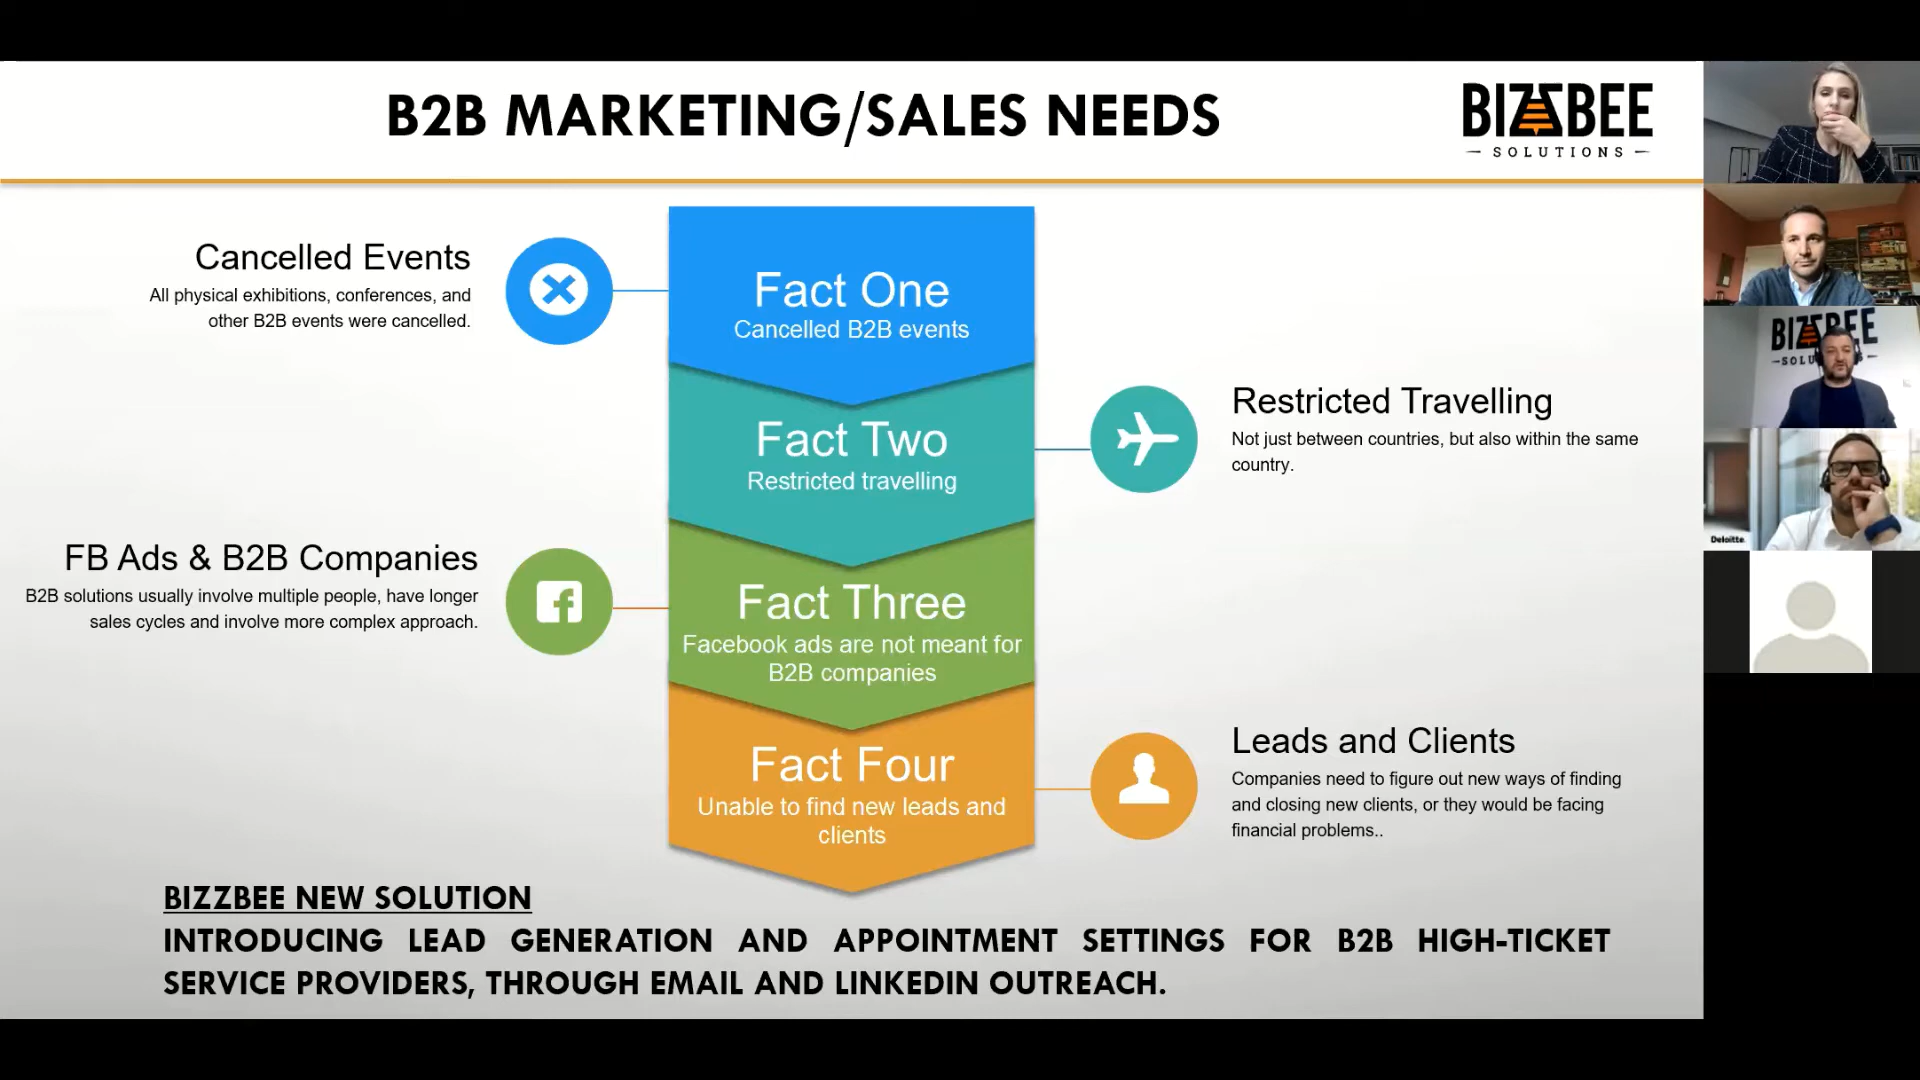 B2B MARKETING/SALES NEEDS
BIZZBEE
SOLUTIONS
Cancelled Events
All physical exhibitions, conferences, and
other B2B events were cancelled.
Fact One
Cancelled B2B events
Fact Two
Restricted travelling
Restricted Travelling
Not just between countries, but also within the same
country.
FB Ads & B2B Companies
B2B solutions usually involve multiple people, have longer
sales cycles and involve more complex approach.
Fact Three
Facebook ads are not meant for
B2B companies
Fact Four
Unable to find new leads and
clients
Leads and Clients
Companies need to figure out new ways of finding
and closing new clients, or they would be facing
financial problems..
BIZZBEE NEW SOLUTION
INTRODUCING LEAD GENERATION AND APPOINTMENT SETTINGS FOR B2B HIGH-TICKET
SERVICE PROVIDERS, THROUGH EMAIL AND LINKEDIN OUTREACH.
BIZZBEE
Deloitte.